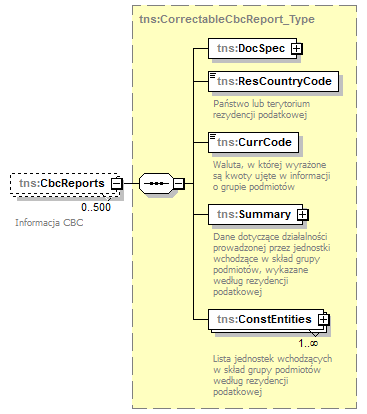 tns:CorrectableCbcReport_Type
tns:DocSpec
tns:ResCountryCode
Państwo lub terytorium
rezydencji podatkowej
tns:CurrCode
Waluta, w której wyrażone
są kwoty ujęte w informacji
o grupie podmiotów
tns:CbcReports
0..500
Informacja CBC
tns:Summary
Dane dotyczące działalności
prowadzonej przez jednostki
wchodzące w skład grupy
podmiotów, wykazane
według rezydencji
podatkowej
tns:ConstEntities
1..∞
Lista jednostek wchodzących
w skład grupy podmiotów
według rezydencji
podatkowej